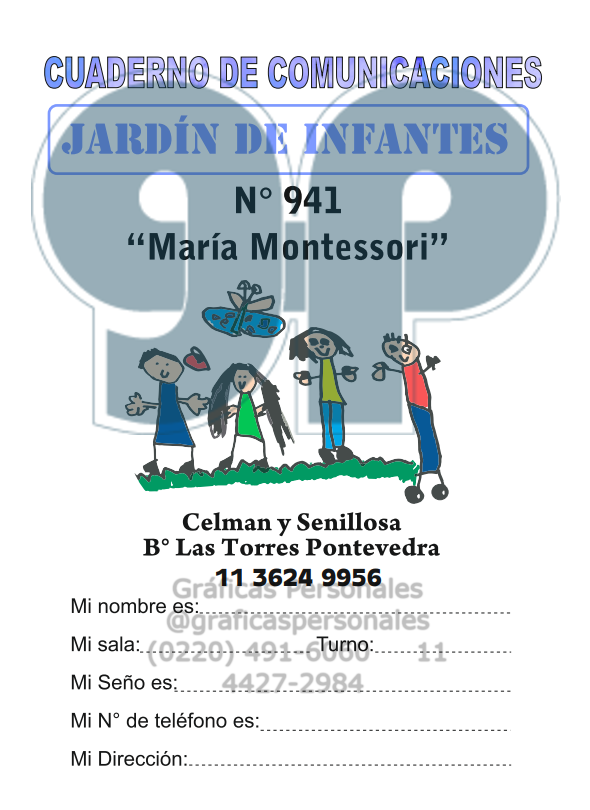 CUADERNO DE COMUNICACIONES
JARDÍN DE INFANTES
N° 941
“María Montessori”
Celman y Senillosa
B° Las Torres Pontevedra
11 3624 9956
Gráficas Personales
Mi nombre es:
@graficaspersonales
Mi sala: Turno:
(0220) 491-6060 11
Mi Seño es:
4427-2984
Mi N° de teléfono es:
Mi Dirección: